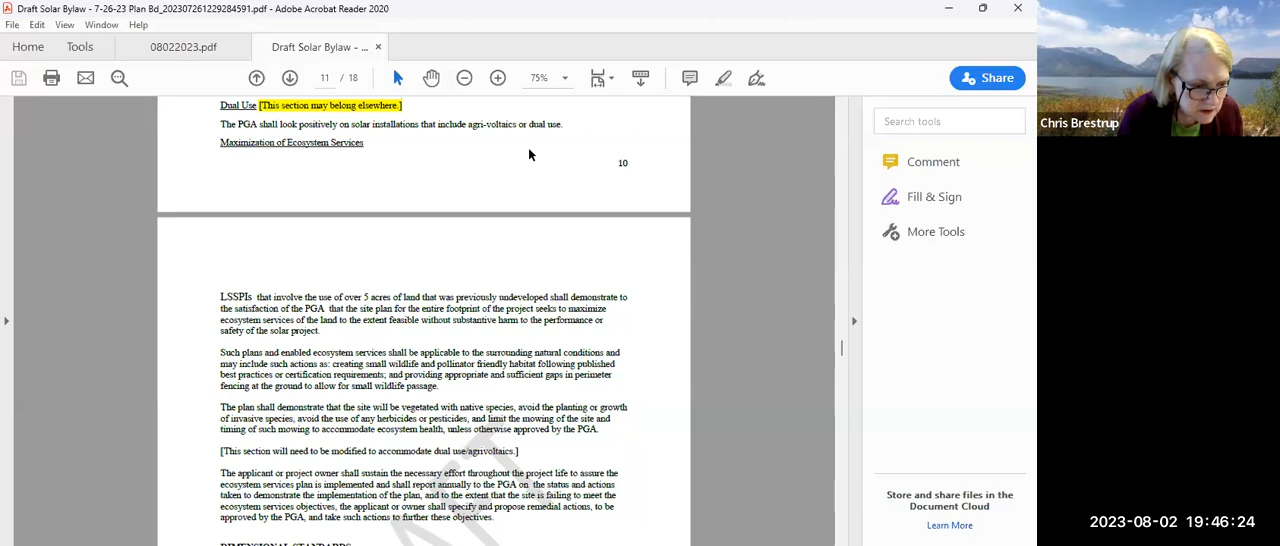 Draft Solar Bylaw - 7-26-23 Plan Bd_202307261229284591.pdf - Adobe Acrobat Reader 2020
File Edit View Window Help
Home Tools 08022023.pdf Draft Solar Bylaw - ... ×
11 / 18 75% Share
Dual Use [This section may belong elsewhere.]
The PGA shall look positively on solar installations that include agri-voltaics or dual use.
Maximization of Ecosystem Services
10
LSSPIs that involve the use of over 5 acres of land that was previously undeveloped shall demonstrate to
the satisfaction of the PGA that the site plan for the entire footprint of the project seeks to maximize
ecosystem services of the land to the extent feasible without substantive harm to the performance or
safety of the solar project.
Such plans and enabled ecosystem services shall be applicable to the surrounding natural conditions and
may include such actions as: creating small wildlife and pollinator friendly habitat following published
best practices or certification requirements; and providing appropriate and sufficient gaps in perimeter
fencing at the ground to allow for small wildlife passage.
The plan shall demonstrate that the site will be vegetated with native species, avoid the planting or growth
of invasive species, avoid the use of any herbicides or pesticides, and limit the mowing of the site and
timing of such mowing to accommodate ecosystem health, unless otherwise approved by the PGA.
[This section will need to be modified to accommodate dual use/agrivoltaics.]
The applicant or project owner shall sustain the necessary effort throughout the project life to assure the
ecosystem services plan is implemented and shall report annually to the PGA on the status and actions
taken to demonstrate the implementation of the plan, and to the extent that the site is failing to meet the
ecosystem services objectives, the applicant or owner shall specify and propose remedial actions, to be
approved by the PGA, and take such actions to further these objectives.
DIMENSIONAL STANDARDS
DRAFT
Search tools
Comment
Fill & Sign
More Tools
Store and share files in the
Document Cloud
Learn More
Chris Brestrup
2023-08-02 19:46:24